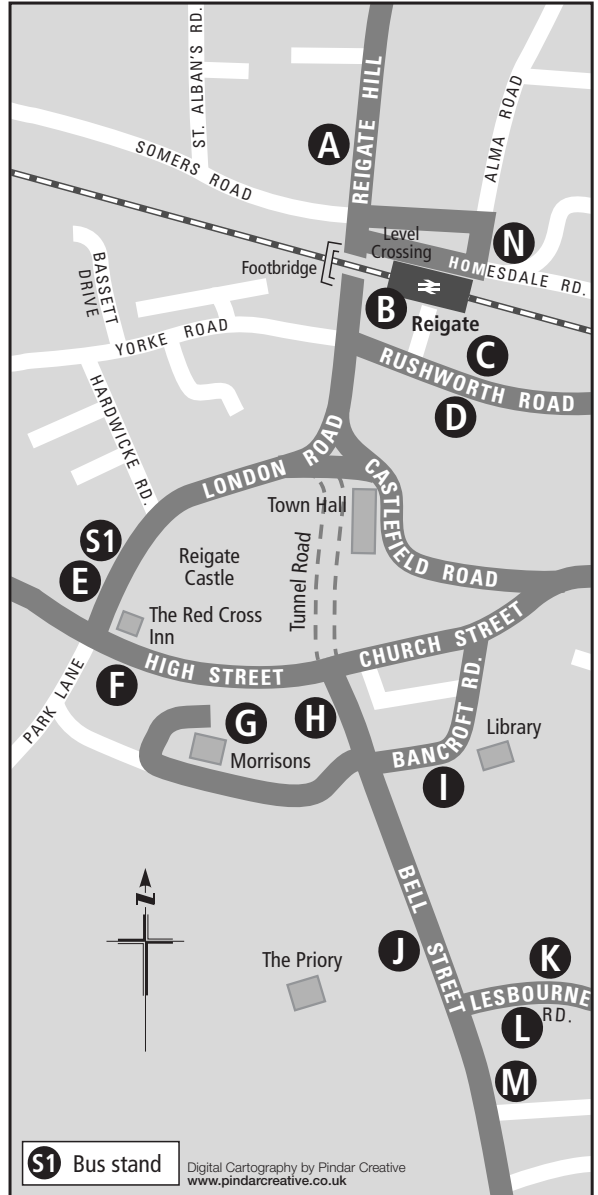 ST. ALBAN'S RD.
REIGATE HILL
ALMA ROAD
A
SOMERS ROAD
N
Level
Crossing
Footbridge
HOMESDALE RD.
BASSETT
DRIVE
B
Reigate
YORKE ROAD
C
RUSHWORTH ROAD
D
HARDWICKE RD.
LONDON ROAD
CASTLEFIELD ROAD
Town Hall
S1
Reigate
Castle
Tunnel Road
E
The Red Cross
Inn
CHURCH STREET
HIGH STREET
PARK LANE
F
BANCROFT RD.
G
H
Library
Morrisons
I
N
BELL STREET
J
K
The Priory
LESBOURNE
RD.
L
M
S1 Bus stand
Digital Cartography by Pindar Creative
www.pindarcreative.co.uk